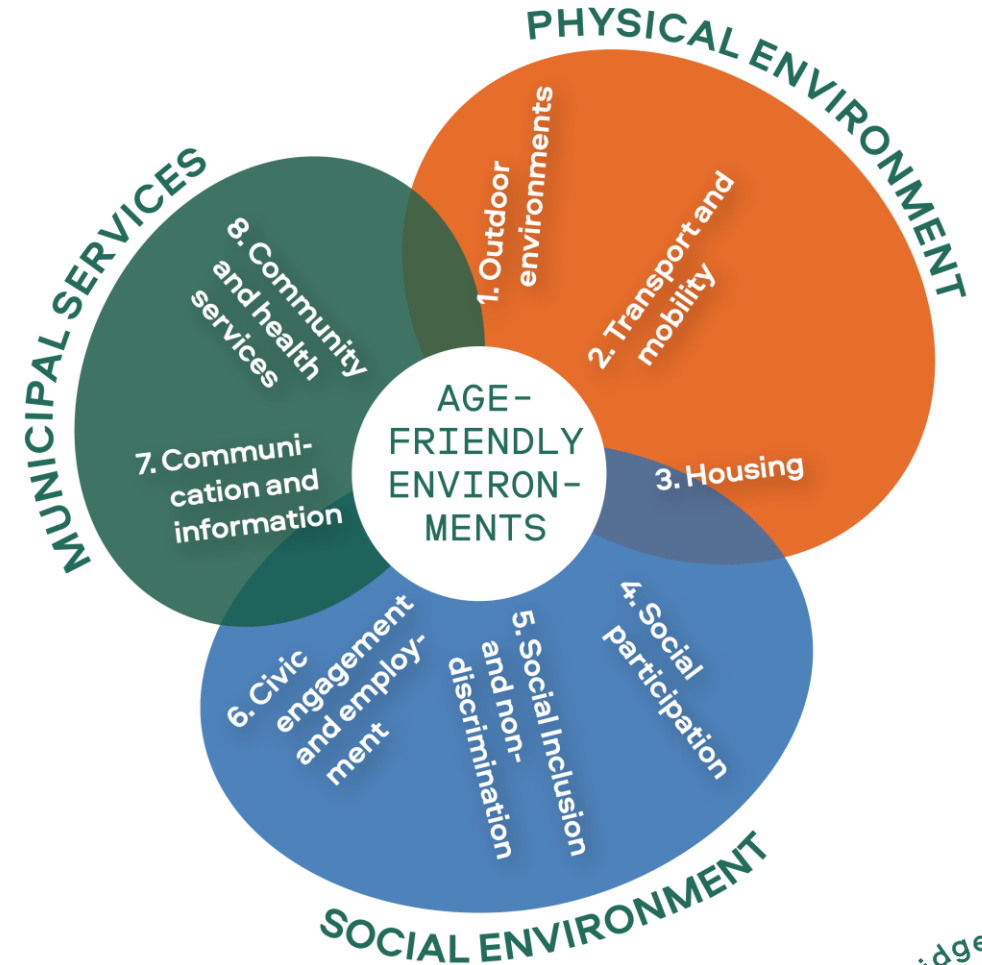 PHYSICAL ENVIRONMENT
1. Outdoor
environments
2. Transport and
mobility
3. Housing
AGE-
FRIENDLY
ENVIRON-
MENTS
MUNICIPAL SERVICES
8. Community
and health
services
7. Communi-
cation and
information
6. Civic
engagement
and employ-
ment
5. Social Inclusion
and non-
discrimination
4. Social
participation
SOCIAL ENVIRONMENT